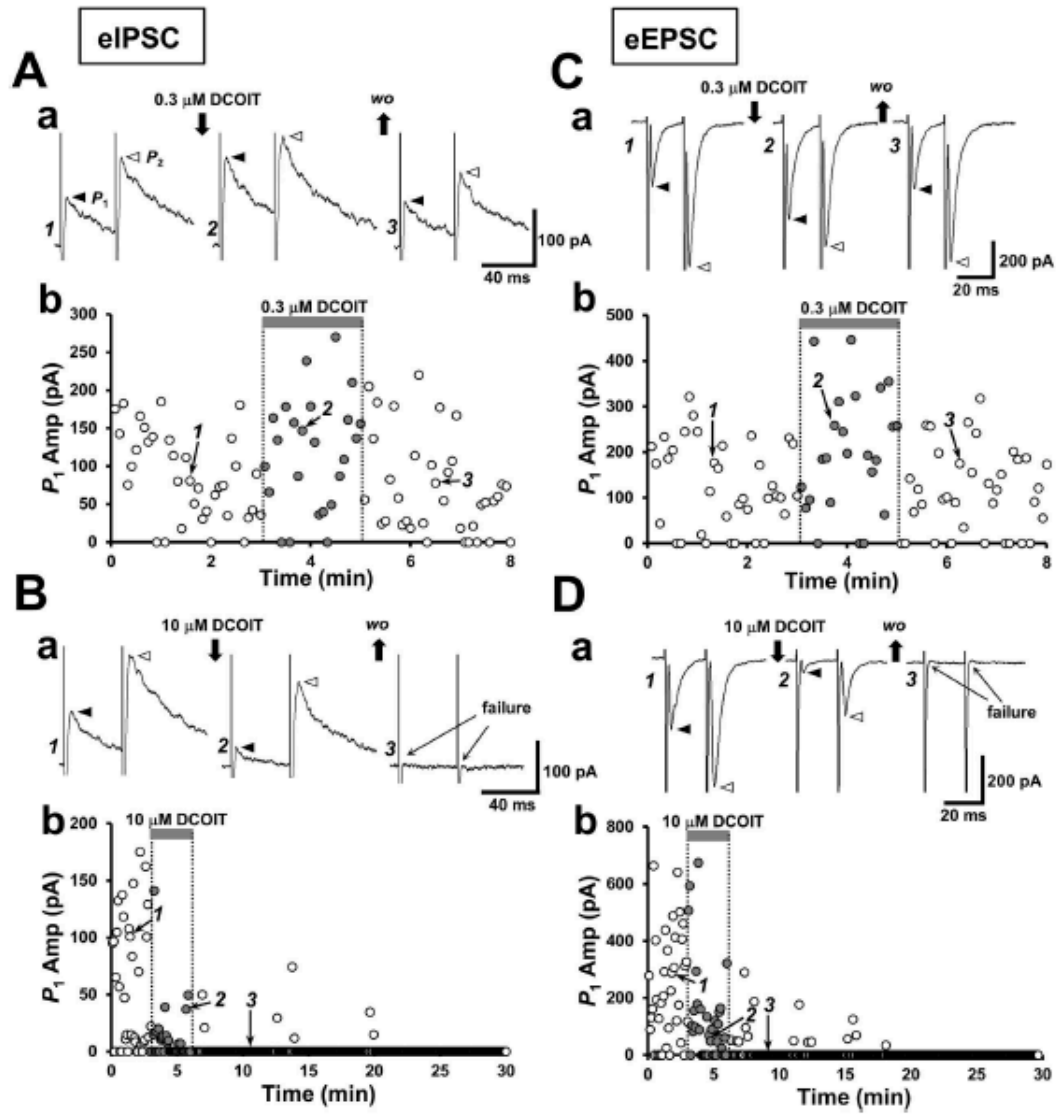 eIPSC
eEPSC
A
a
0.3 μM DCOIT
wo
P2
P1
1
2
3
100 pA
40 ms
b
0.3 μM DCOIT
P1 Amp (pA)
300
250
200
150
100
50
0
1
2
3
0 2 4 6 8
Time (min)
C
a
0.3 μM DCOIT
wo
1
2
3
200 pA
20 ms
b
0.3 μM DCOIT
P1 Amp (pA)
500
400
300
200
100
0
1
2
3
0 2 4 6 8
Time (min)
B
a
10 μM DCOIT
wo
failure
1
2
3
100 pA
40 ms
b
10 μM DCOIT
P1 Amp (pA)
200
150
100
50
0
1
2
3
0 5 10 15 20 25 30
Time (min)
D
a
10 μM DCOIT
wo
1
2
3
failure
200 pA
20 ms
b
10 μM DCOIT
P1 Amp (pA)
800
600
400
200
0
1
2
3
0 5 10 15 20 25 30
Time (min)